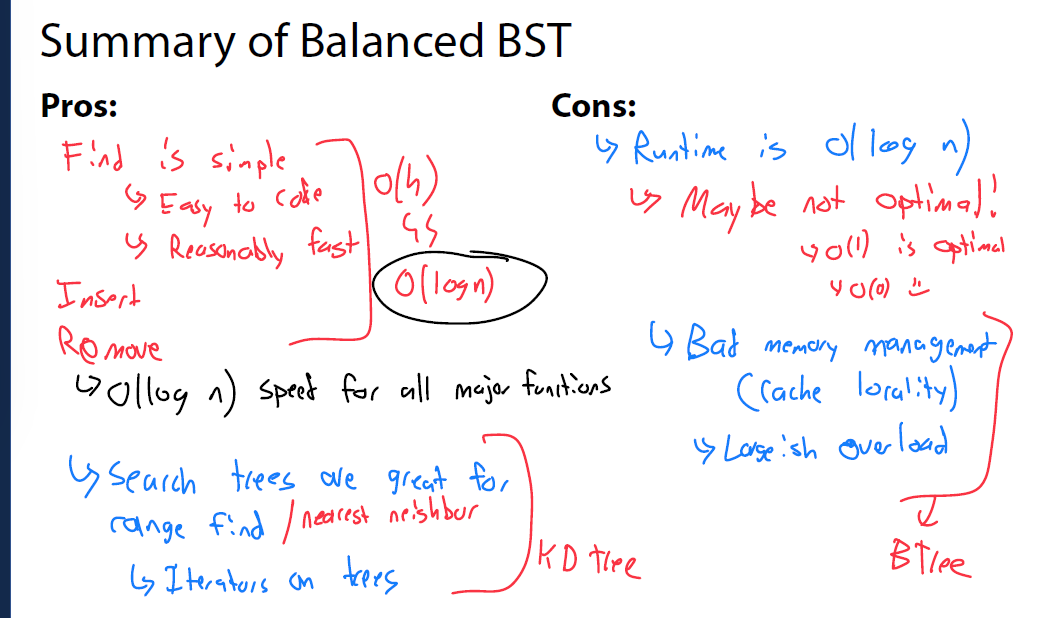 Summary of Balanced BST
Pros:
Find is simple
↳ Easy to code
↳ Reasonably fast
Insert
Remove
O(h)
↳↳
O(log n)
↳ O(log n) speed for all major functions
↳ Search trees are great for
range find / nearest neighbur
↳ Iterators on trees
KD tree
Cons:
↳ Runtime is O(log n)
↳ Maybe not optimal!
↳ O(1) is optimal
↳ O(0) :)
↳ Bad memory management
(Cache locality)
↳ Large ish overload
BTree